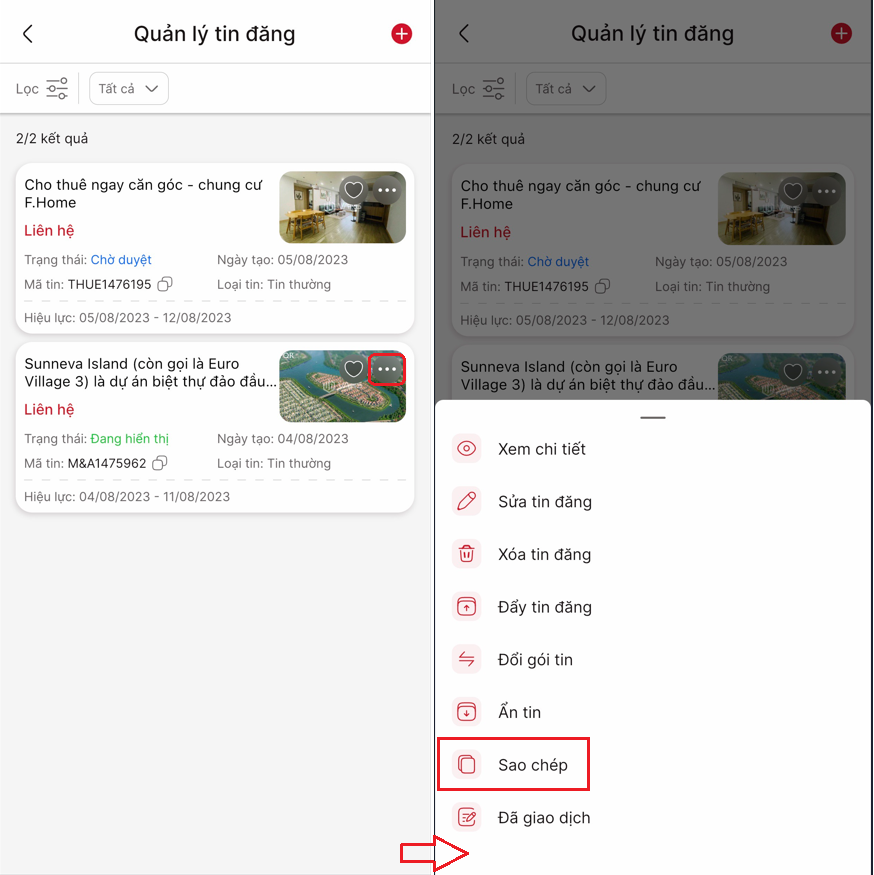 Quản lý tin đăng
Lọc
Tất cả
2/2 kết quả
Cho thuê ngay căn góc - chung cư
F.Home
Liên hệ
Trạng thái: Chờ duyệt
Ngày tạo: 05/08/2023
Mã tin: THUE1476195
Loại tin: Tin thường
Hiệu lực: 05/08/2023 - 12/08/2023
Sunneva Island (còn gọi là Euro
Village 3) là dự án biệt thự đảo đầu...
OR
Liên hệ
Trạng thái: Đang hiển thị
Ngày tạo: 04/08/2023
Mã tin: M&A1475962
Loại tin: Tin thường
Hiệu lực: 04/08/2023 - 11/08/2023
Quản lý tin đăng
Lọc
Tất cả
2/2 kết quả
Cho thuê ngay căn góc - chung cư
F.Home
Liên hệ
Trạng thái: Chờ duyệt
Ngày tạo: 05/08/2023
Mã tin: THUE1476195
Loại tin: Tin thường
Hiệu lực: 05/08/2023 - 12/08/2023
Sunneva Island (còn gọi là Euro
Village 3) là dự án biệt thự đảo đầu...
Xem chi tiết
Sửa tin đăng
Xóa tin đăng
Đẩy tin đăng
Đổi gói tin
Ẩn tin
Sao chép
Đã giao dịch